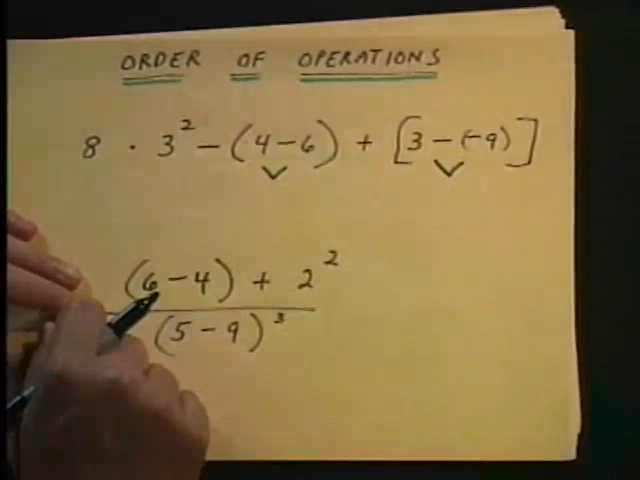 ORDER OF OPERATIONS
8 · 3² - (4 - 6) + [3 - (-9)]
(6 - 4) + 2²
(5 - 9)³